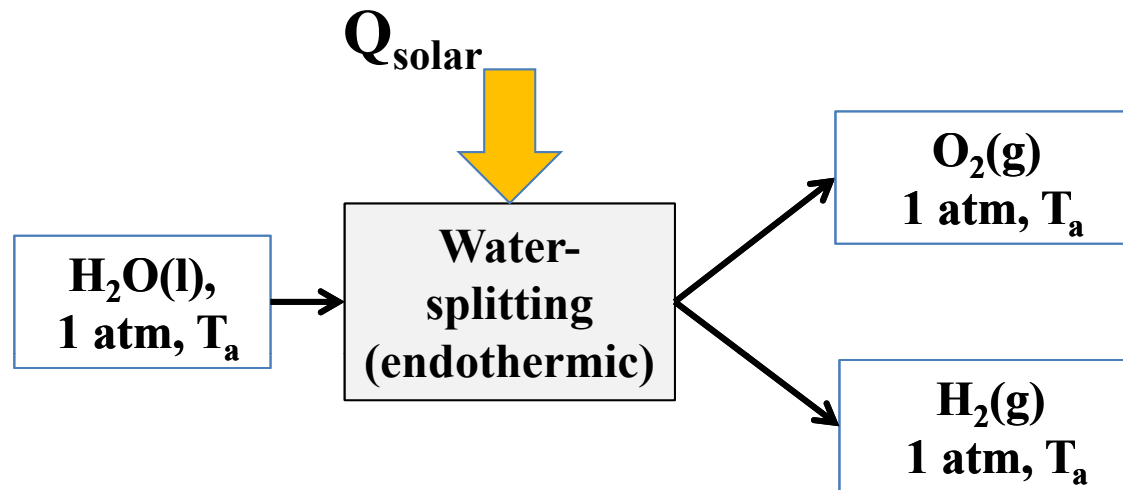 Qsolar
H₂O(l),
1 atm, Tₐ
Water-
splitting
(endothermic)
O₂(g)
1 atm, Tₐ
H₂(g)
1 atm, Tₐ